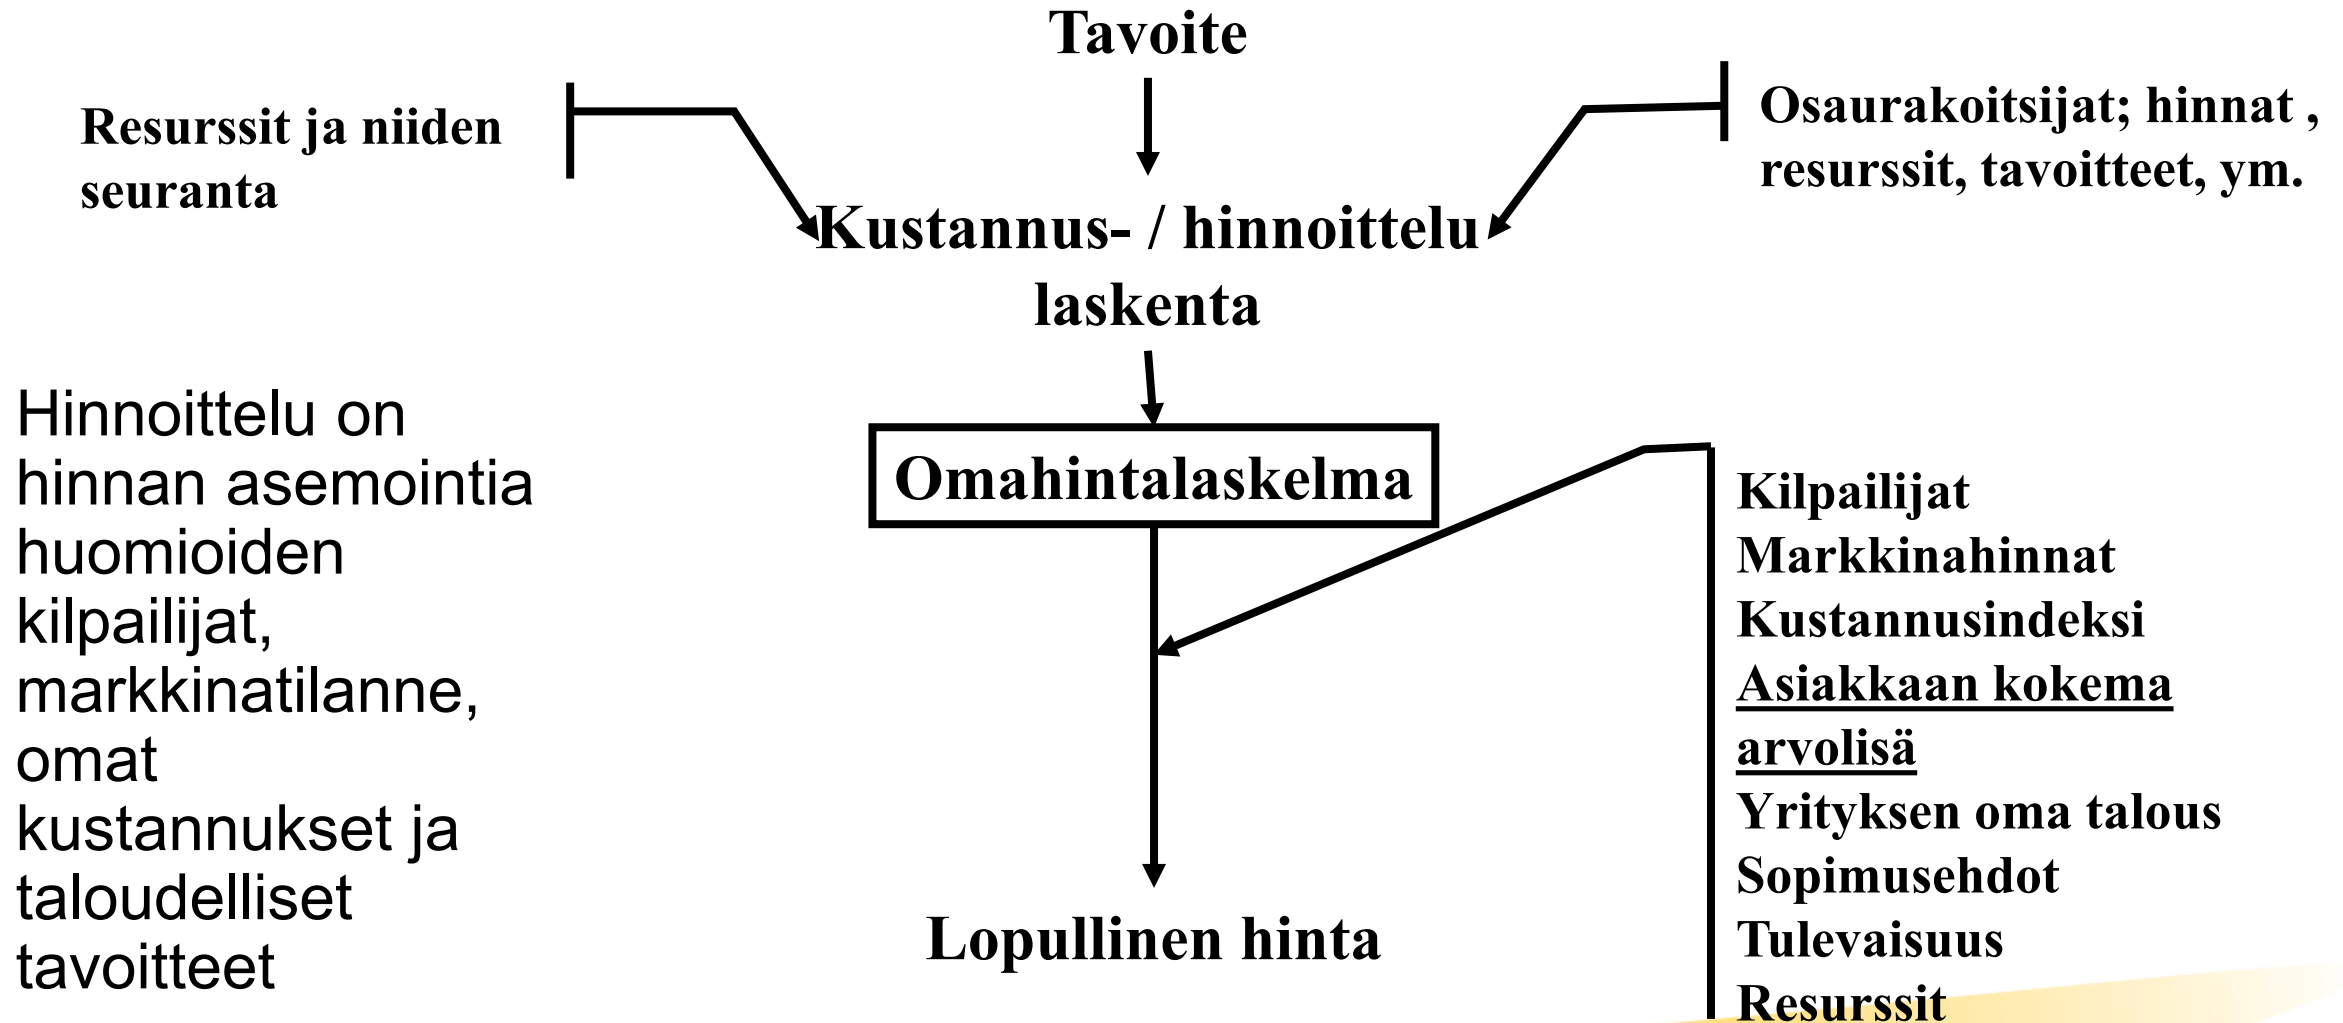 Tavoite
Resurssit ja niiden
seuranta
Osaurakoitsijat; hinnat ,
resurssit, tavoitteet, ym.
Kustannus- / hinnoittelu
laskenta
Hinnoittelu on
hinnan asemointia
huomioiden
kilpailijat,
markkinatilanne,
omat
kustannukset ja
taloudelliset
tavoitteet
Omahintalaskelma
Lopullinen hinta
Kilpailijat
Markkinahinnat
Kustannusindeksi
Asiakkaan kokema
arvolisä
Yrityksen oma talous
Sopimusehdot
Tulevaisuus
Resurssit